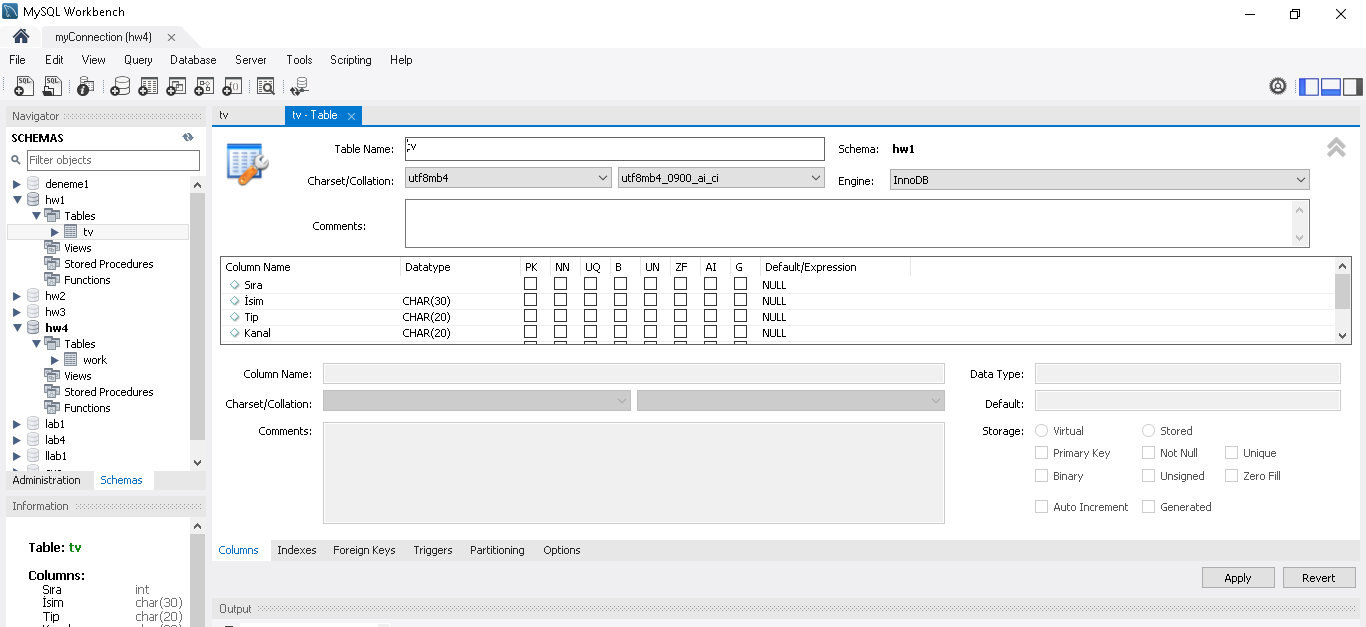 MySQL Workbench
myConnection (hw4)
File Edit View Query Database Server Tools Scripting Help
Navigator
SCHEMAS
Filter objects
deneme1
hw1
Tables
tv
Views
Stored Procedures
Functions
hw2
hw3
hw4
Tables
work
Views
Stored Procedures
Functions
lab1
lab4
llab1
Administration Schemas
Information
Table: tv
Columns:
Sıra int
İsim char(30)
Tip char(20)
tv tv - Table
Table Name: tv Schema: hw1
Charset/Collation: utf8mb4 utf8mb4_0900_ai_ci Engine: InnoDB
Comments:
Column Name Datatype PK NN UQ B UN ZF AI G Default/Expression
Sıra NULL
İsim CHAR(30) NULL
Tip CHAR(20) NULL
Kanal CHAR(20) NULL
Column Name: Data Type:
Charset/Collation: Default:
Comments: Storage: Virtual Stored
Primary Key Not Null Unique
Binary Unsigned Zero Fill
Auto Increment Generated
Columns Indexes Foreign Keys Triggers Partitioning Options
Apply Revert
Output